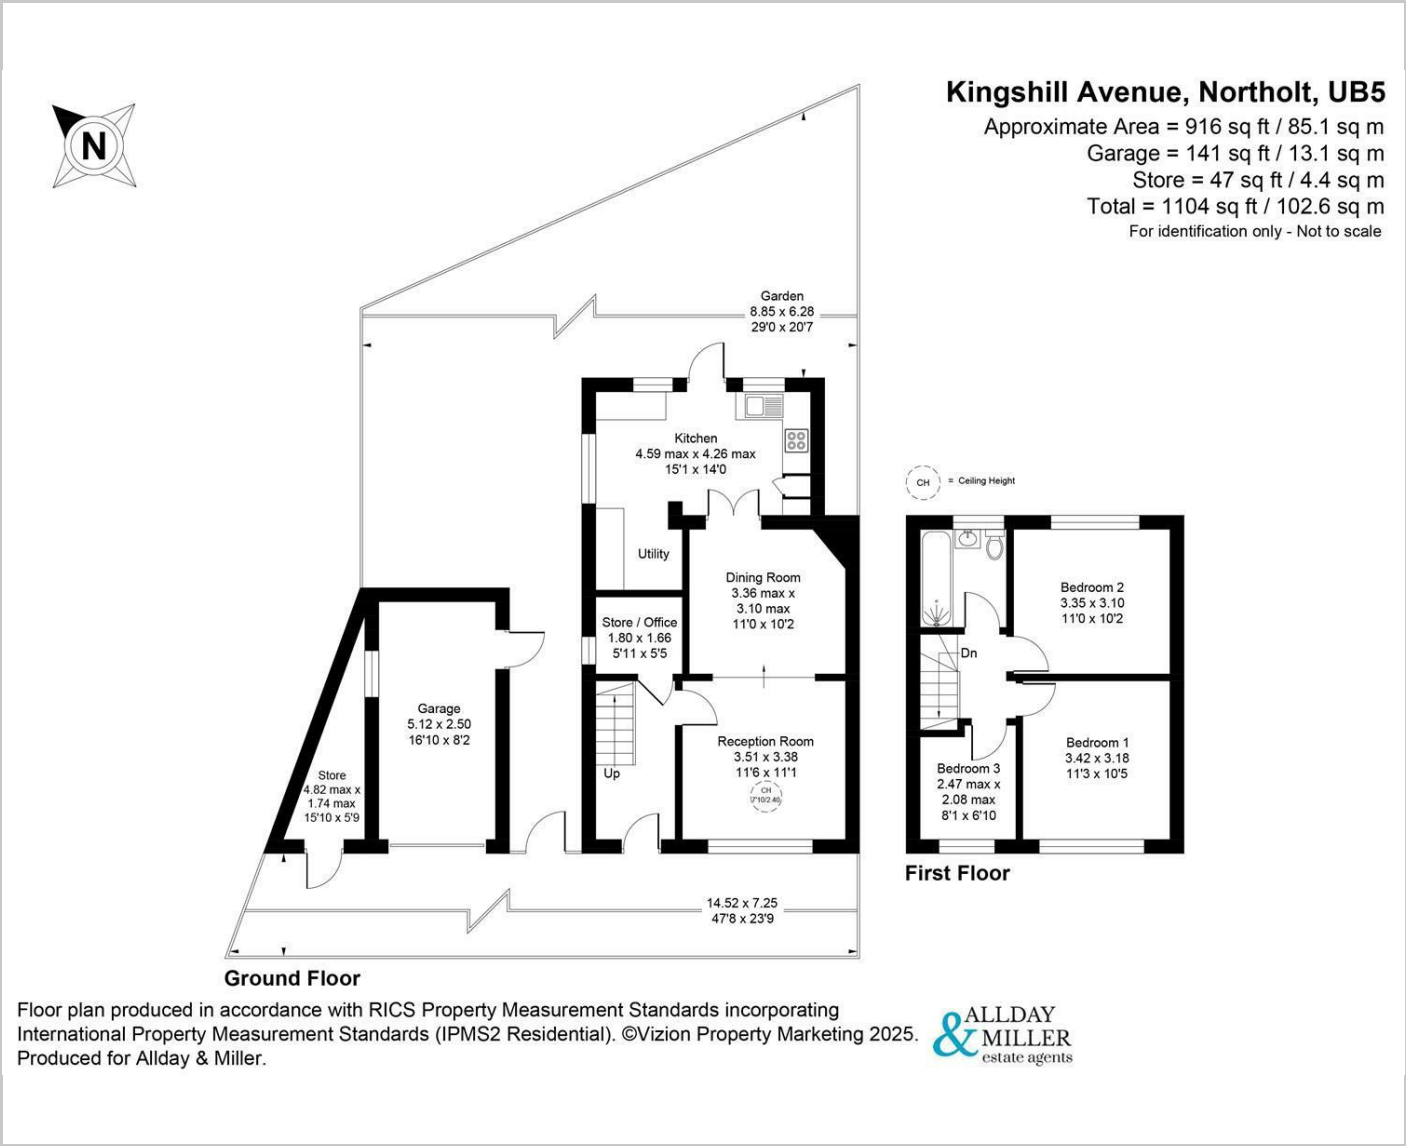 Kingshill Avenue, Northolt, UB5
Approximate Area = 916 sq ft / 85.1 sq m
Garage = 141 sq ft / 13.1 sq m
Store = 47 sq ft / 4.4 sq m
Total = 1104 sq ft / 102.6 sq m
For identification only - Not to scale
N
Garden
8.85 x 6.28
29'0 x 20'7
Kitchen
4.59 max x 4.26 max
15'1 x 14'0
Utility
Dining Room
3.36 max x
3.10 max
11'0 x 10'2
Store / Office
1.80 x 1.66
5'11 x 5'5
Garage
5.12 x 2.50
16'10 x 8'2
Store
4.82 max x
1.74 max
15'10 x 5'9
Up
Reception Room
3.51 x 3.38
11'6 x 11'1
CH
7'10/2.40
14.52 x 7.25
47'8 x 23'9
Ground Floor
CH = Ceiling Height
Bedroom 2
3.35 x 3.10
11'0 x 10'2
Dn
Bedroom 1
3.42 x 3.18
11'3 x 10'5
Bedroom 3
2.47 max x
2.08 max
8'1 x 6'10
First Floor
Floor plan produced in accordance with RICS Property Measurement Standards incorporating
International Property Measurement Standards (IPMS2 Residential). ©Vizion Property Marketing 2025.
Produced for Allday & Miller.
ALLDAY
& MILLER
estate agents